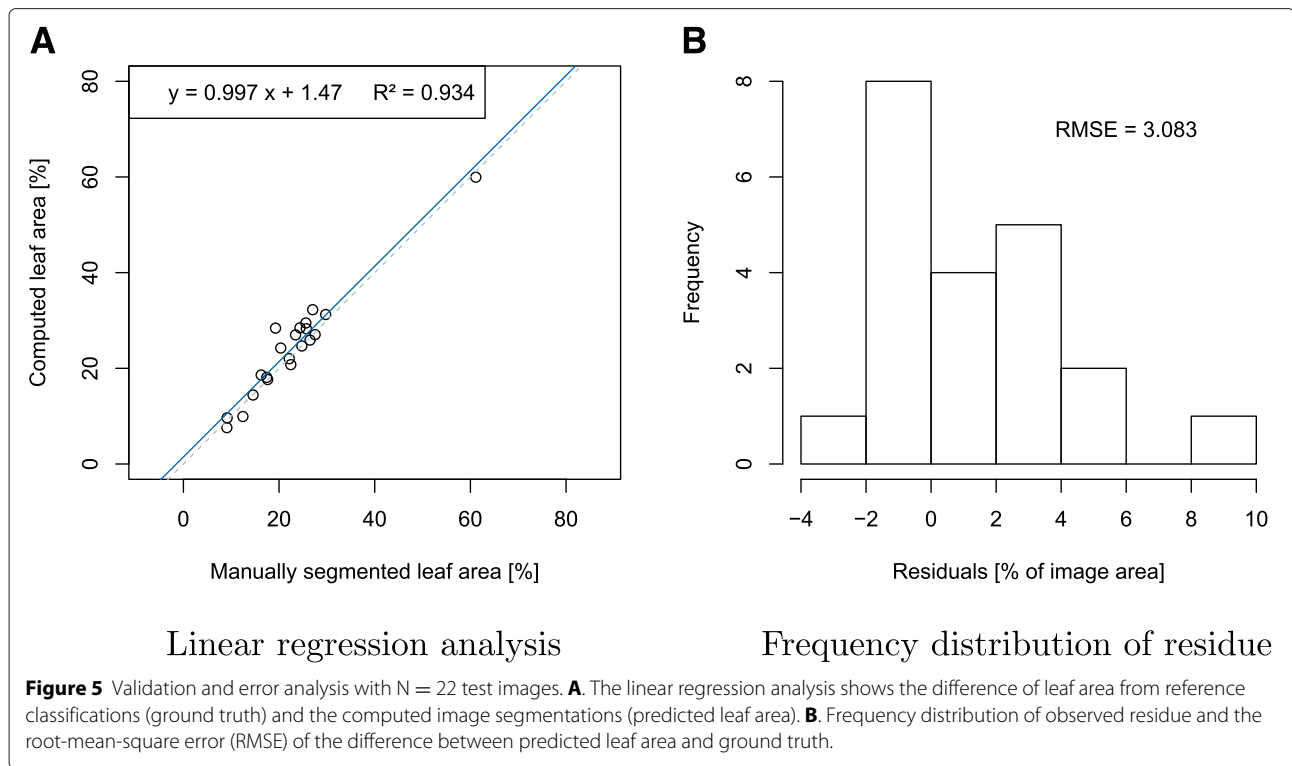 A
y = 0.997 x + 1.47 R² = 0.934
Computed leaf area [%]
80
60
40
20
0
0 20 40 60 80
Manually segmented leaf area [%]
Linear regression analysis
B
RMSE = 3.083
Frequency
8
6
4
2
0
−4 −2 0 2 4 6 8 10
Residuals [% of image area]
Frequency distribution of residue
Figure 5 Validation and error analysis with N = 22 test images. A. The linear regression analysis shows the difference of leaf area from reference
classifications (ground truth) and the computed image segmentations (predicted leaf area). B. Frequency distribution of observed residue and the
root-mean-square error (RMSE) of the difference between predicted leaf area and ground truth.